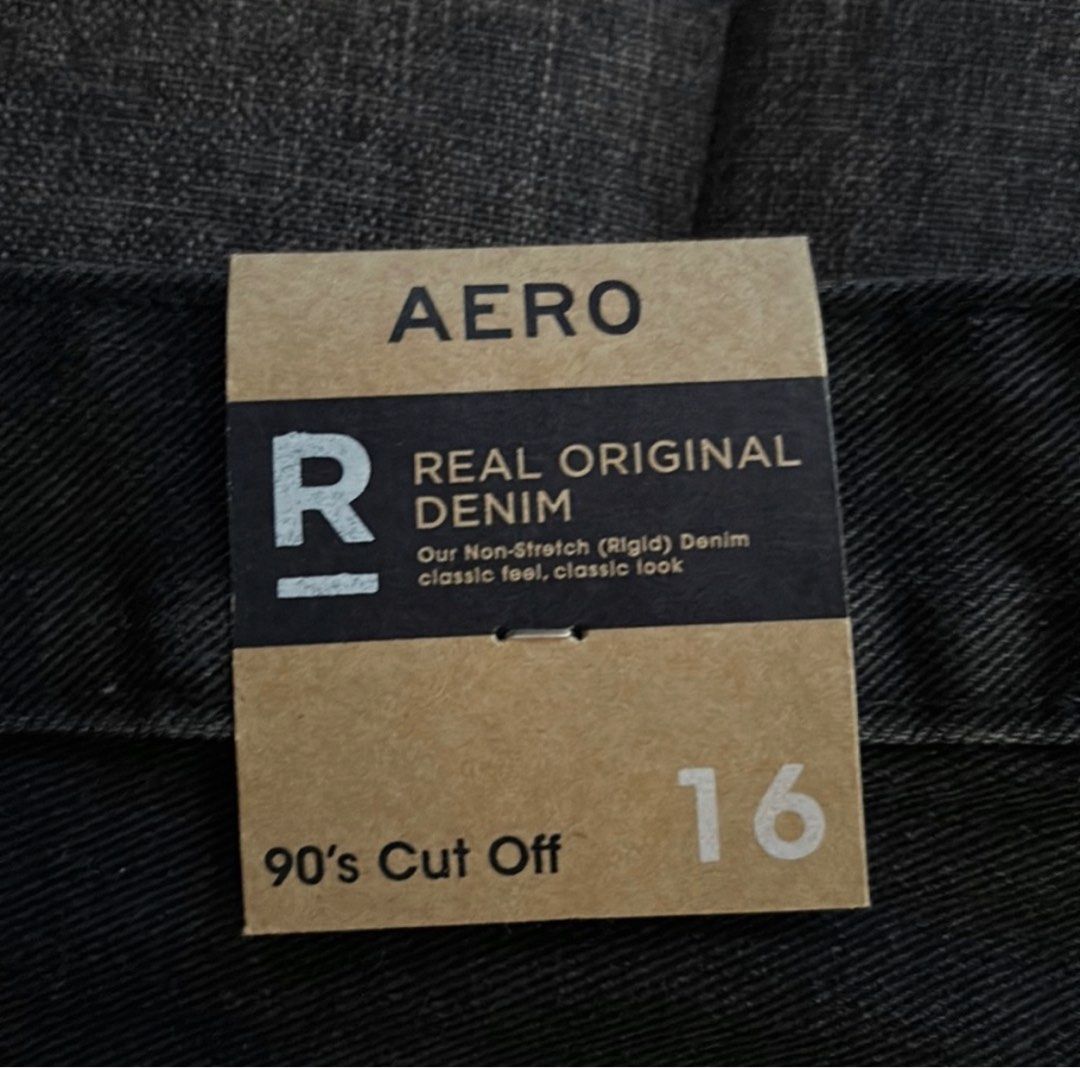 AERO
R
REAL ORIGINAL
DENIM
Our Non-Stretch (Rigid) Denim
classic feel, classic look
90's Cut Off
16